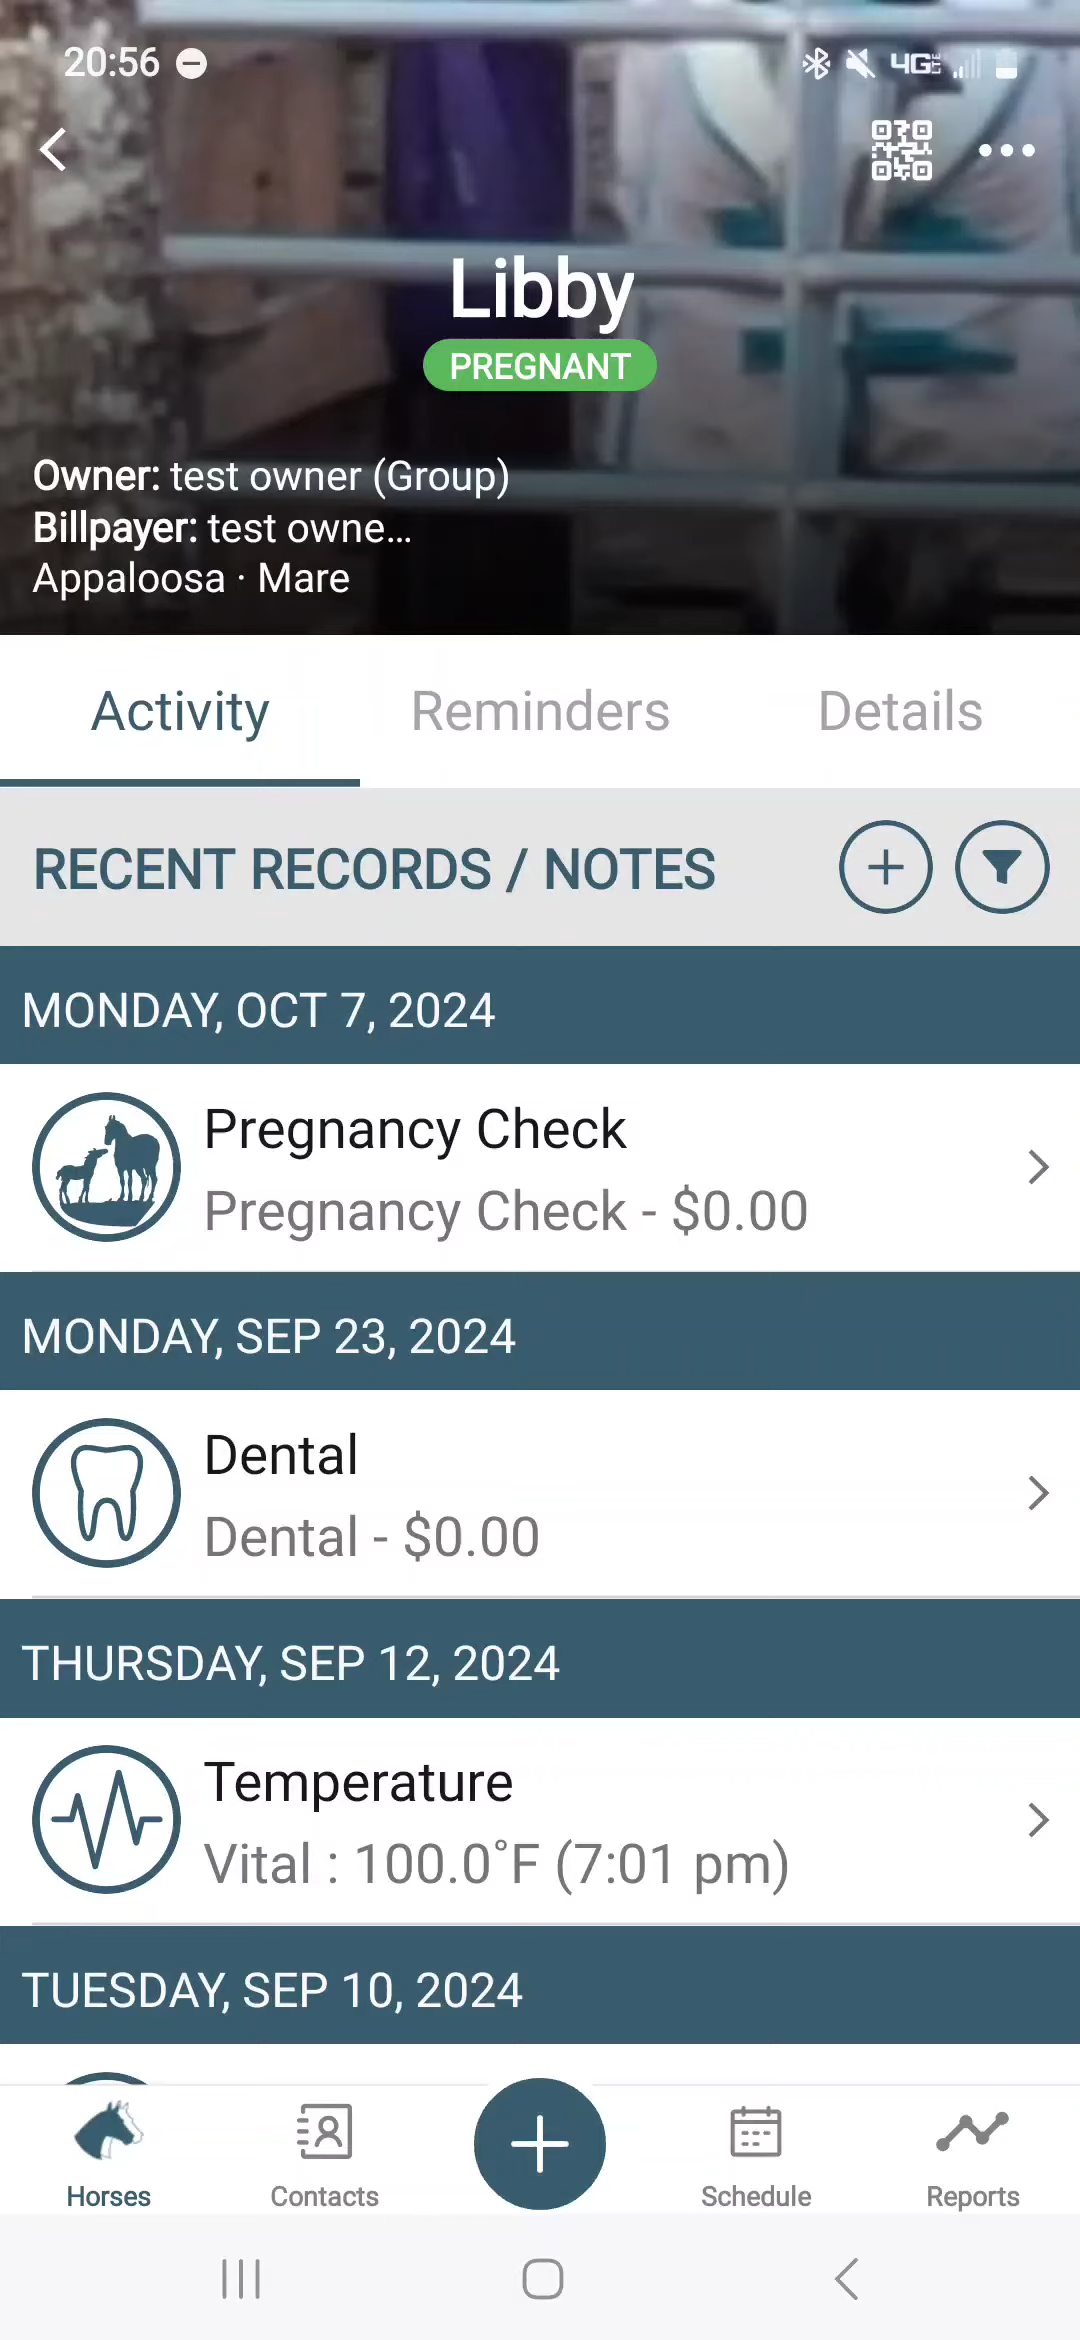 20:56
4G LTE
Libby
PREGNANT
Owner: test owner (Group)
Billpayer: test owne...
Appaloosa · Mare
Activity
Reminders
Details
RECENT RECORDS / NOTES
MONDAY, OCT 7, 2024
Pregnancy Check
Pregnancy Check - $0.00
MONDAY, SEP 23, 2024
Dental
Dental - $0.00
THURSDAY, SEP 12, 2024
Temperature
Vital : 100.0°F (7:01 pm)
TUESDAY, SEP 10, 2024
Horses
Contacts
Schedule
Reports